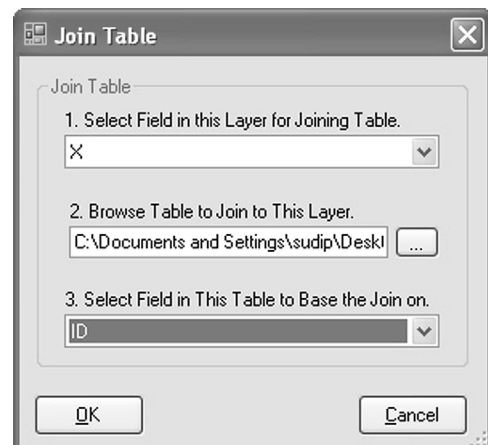 Join Table
Join Table
1. Select Field in this Layer for Joining Table.
X
2. Browse Table to Join to This Layer.
C:\Documents and Settings\sudip\Desk
...
3. Select Field in This Table to Base the Join on.
ID
OK
Cancel